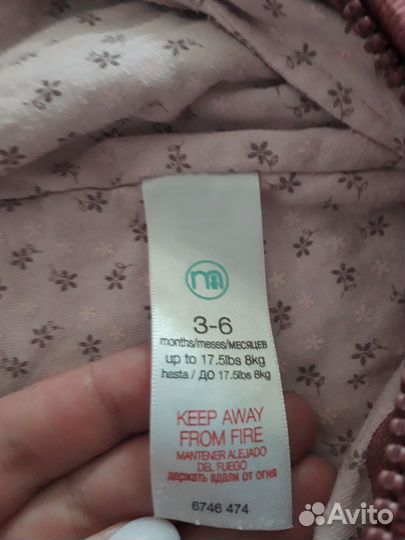 m
3-6
months/meses/МЕСЯЦЕВ
up to 17.5lbs 8kg
hasta / ДО 17.5lbs 8kg
KEEP AWAY
FROM FIRE
MANTENER ALEJADO
DEL FUEGO
держать вдали от огня
6746 474
Avito